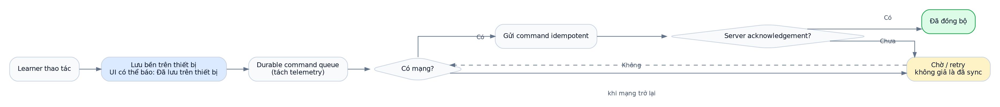 Learner thao tác
Lưu bền trên thiết bị
UI có thể báo: Đã lưu trên thiết bị
Durable command queue
(tách telemetry)
Có mạng?
Có
Gửi command idempotent
Server acknowledgement?
Có
Đã đồng bộ
Chưa
Không
Chờ / retry
không giả là đã sync
khi mạng trở lại